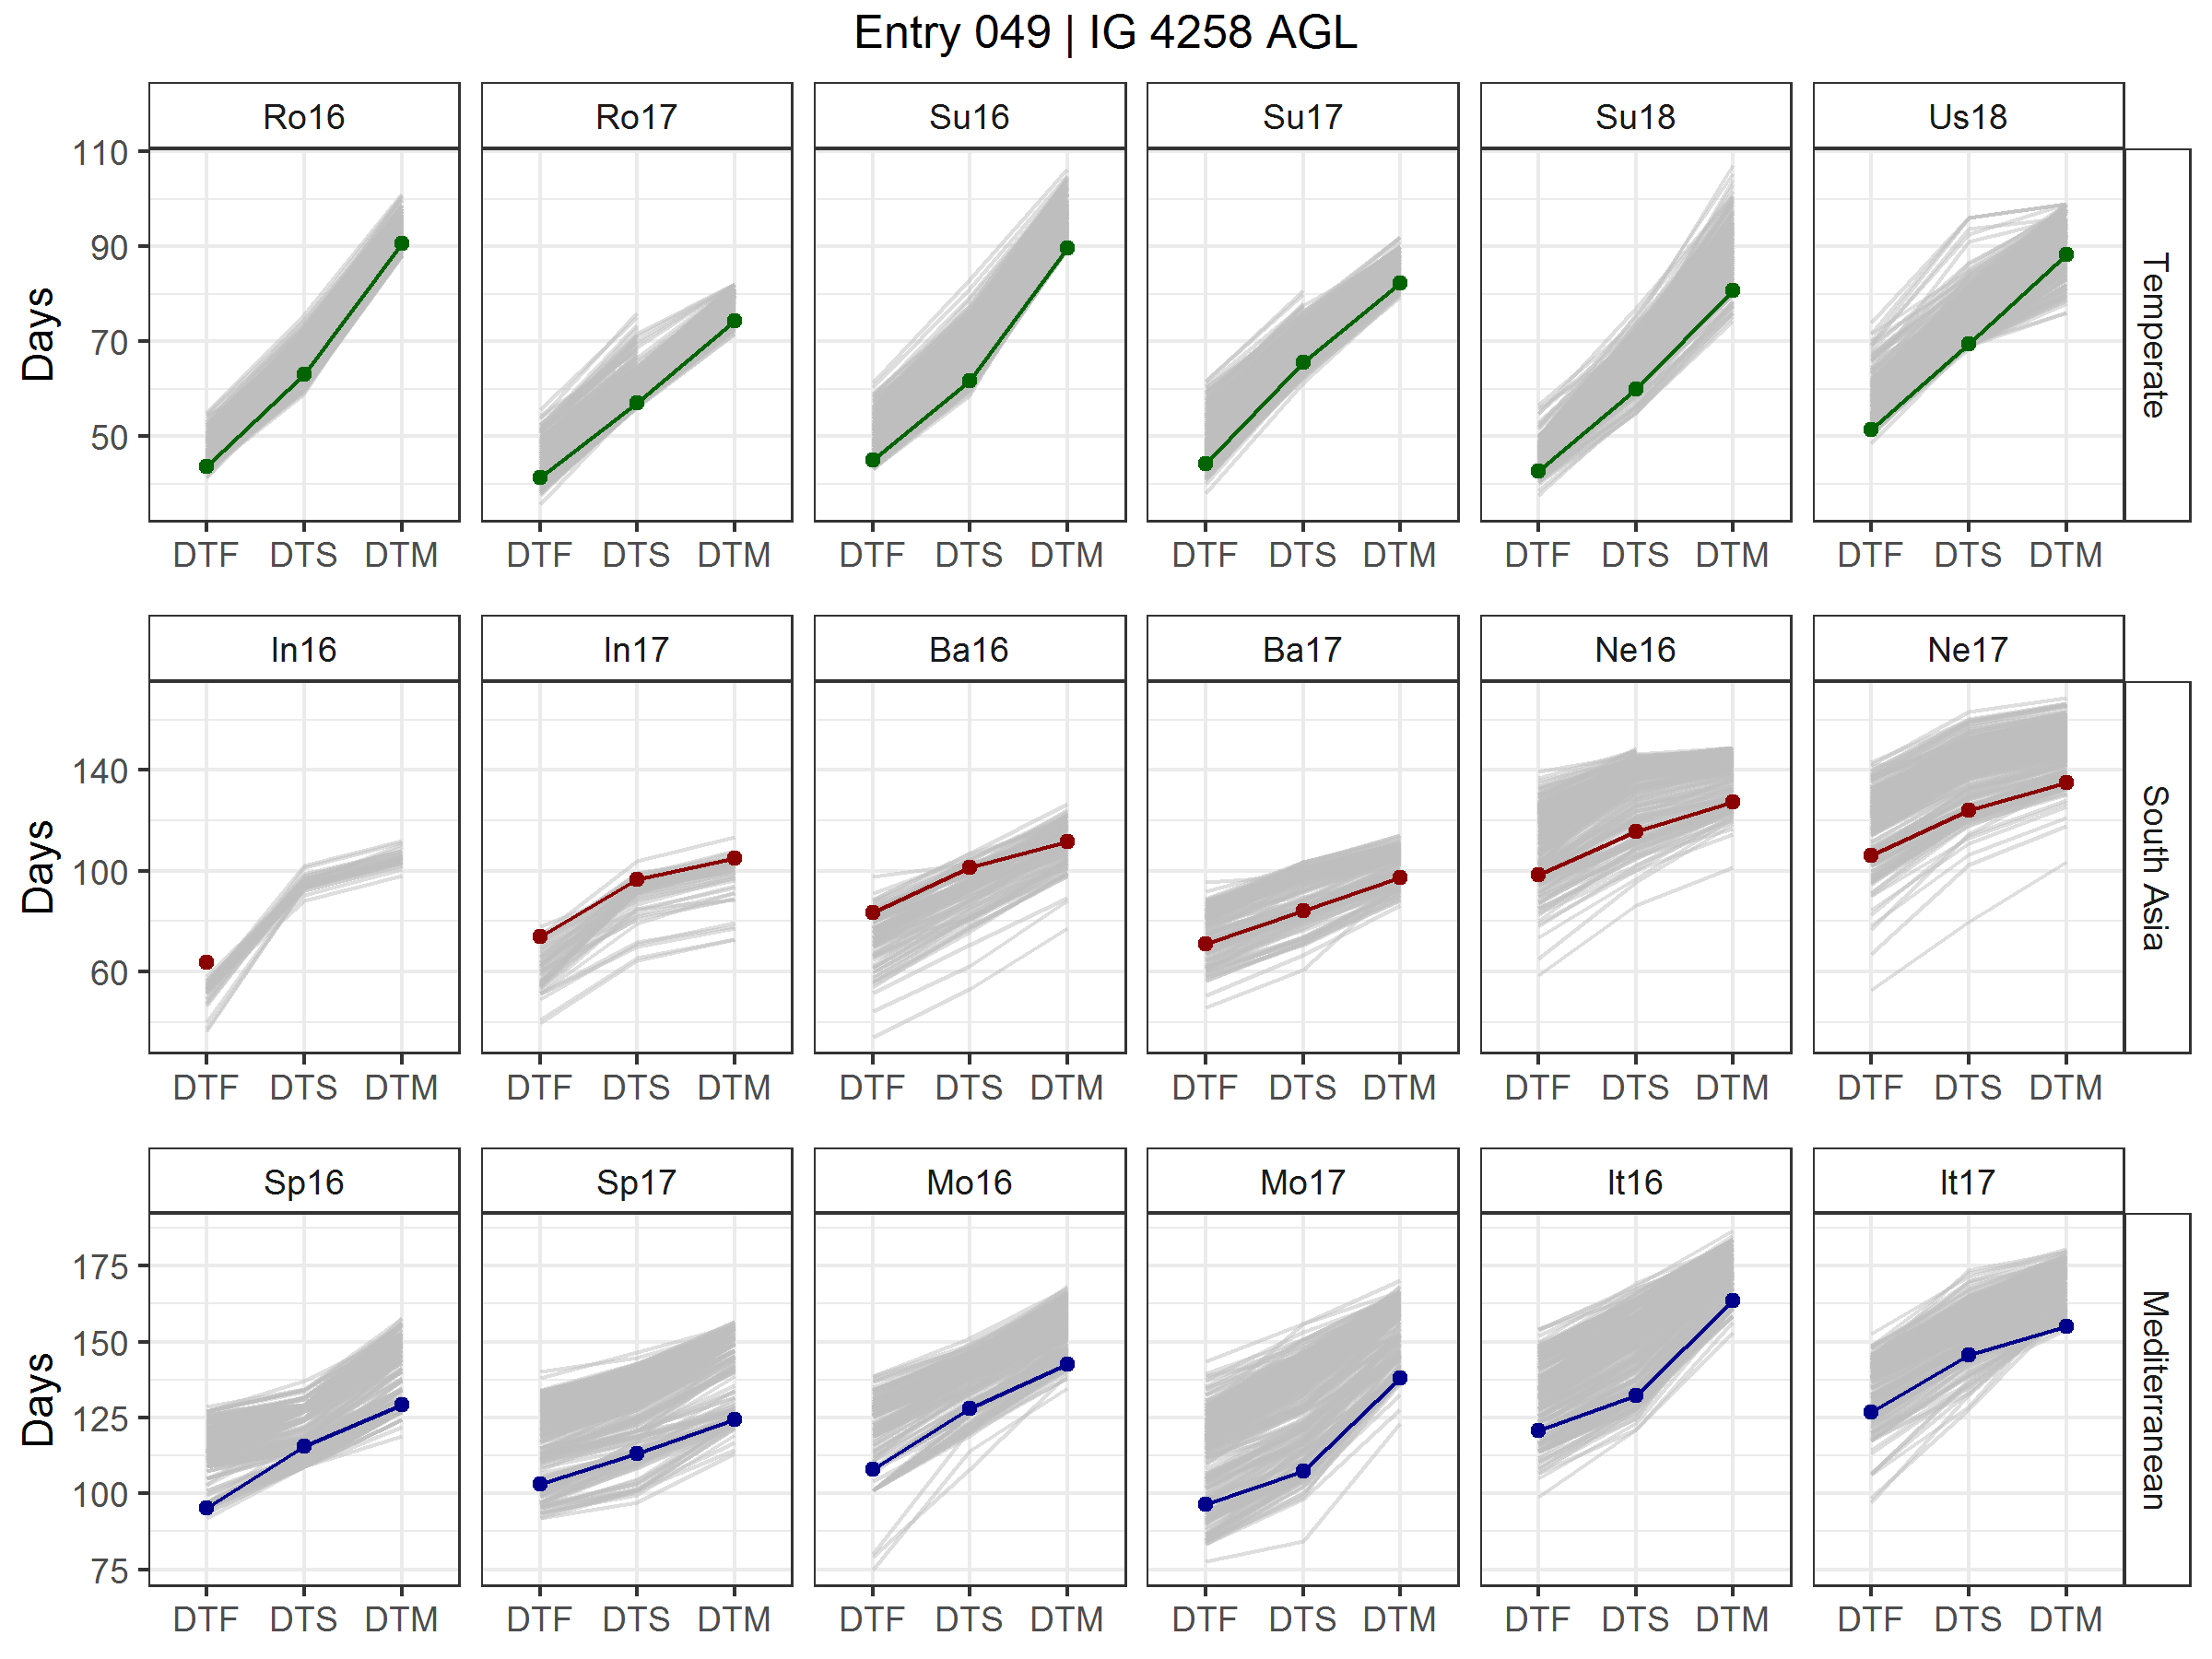 Entry 049 | IG 4258 AGL
Ro16 Ro17 Su16 Su17 Su18 Us18
110
90
70
50
Days
Temperate
DTF DTS DTM DTF DTS DTM DTF DTS DTM DTF DTS DTM DTF DTS DTM DTF DTS DTM
In16 In17 Ba16 Ba17 Ne16 Ne17
140
100
60
Days
South Asia
DTF DTS DTM DTF DTS DTM DTF DTS DTM DTF DTS DTM DTF DTS DTM DTF DTS DTM
Sp16 Sp17 Mo16 Mo17 It16 It17
175
150
125
100
75
Days
Mediterranean
DTF DTS DTM DTF DTS DTM DTF DTS DTM DTF DTS DTM DTF DTS DTM DTF DTS DTM